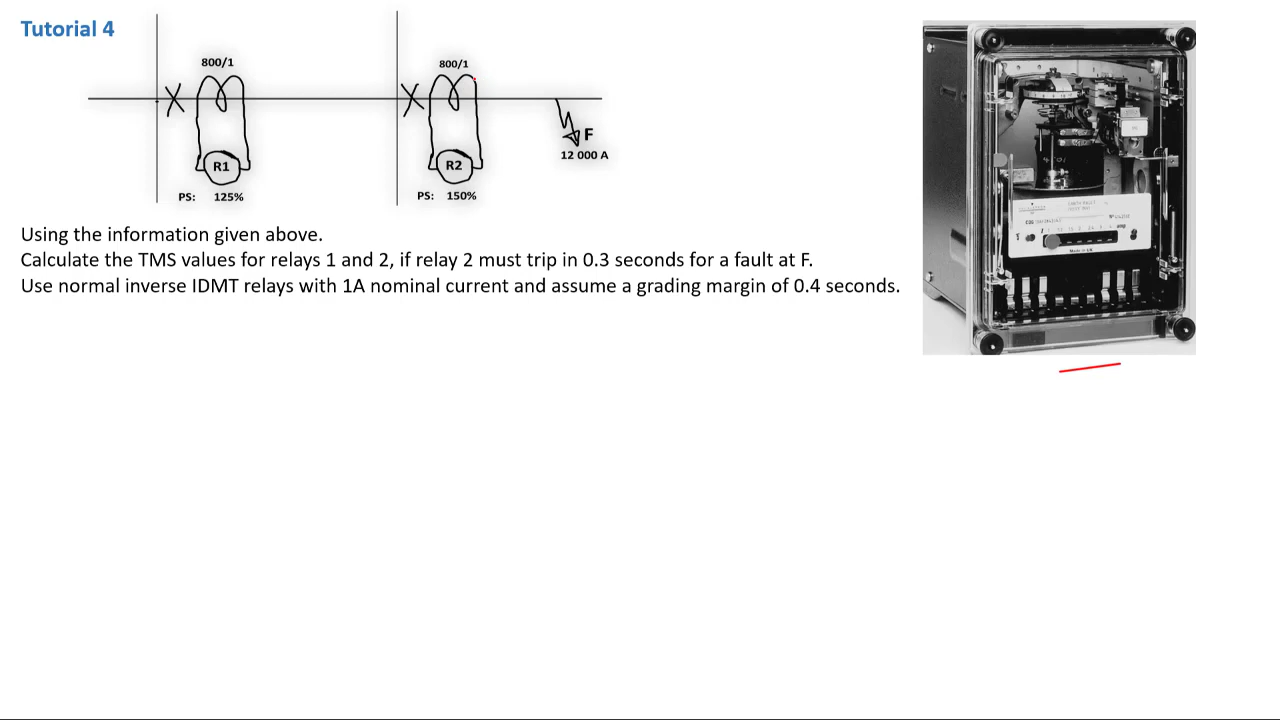 Tutorial 4
800/1
800/1
F
12 000 A
R1
R2
PS: 125%
PS: 150%
Using the information given above.
Calculate the TMS values for relays 1 and 2, if relay 2 must trip in 0.3 seconds for a fault at F.
Use normal inverse IDMT relays with 1A nominal current and assume a grading margin of 0.4 seconds.